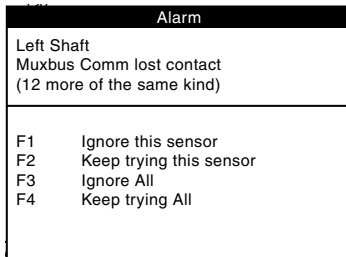 Alarm
Left Shaft
Muxbus Comm lost contact
(12 more of the same kind)
F1 Ignore this sensor
F2 Keep trying this sensor
F3 Ignore All
F4 Keep trying All